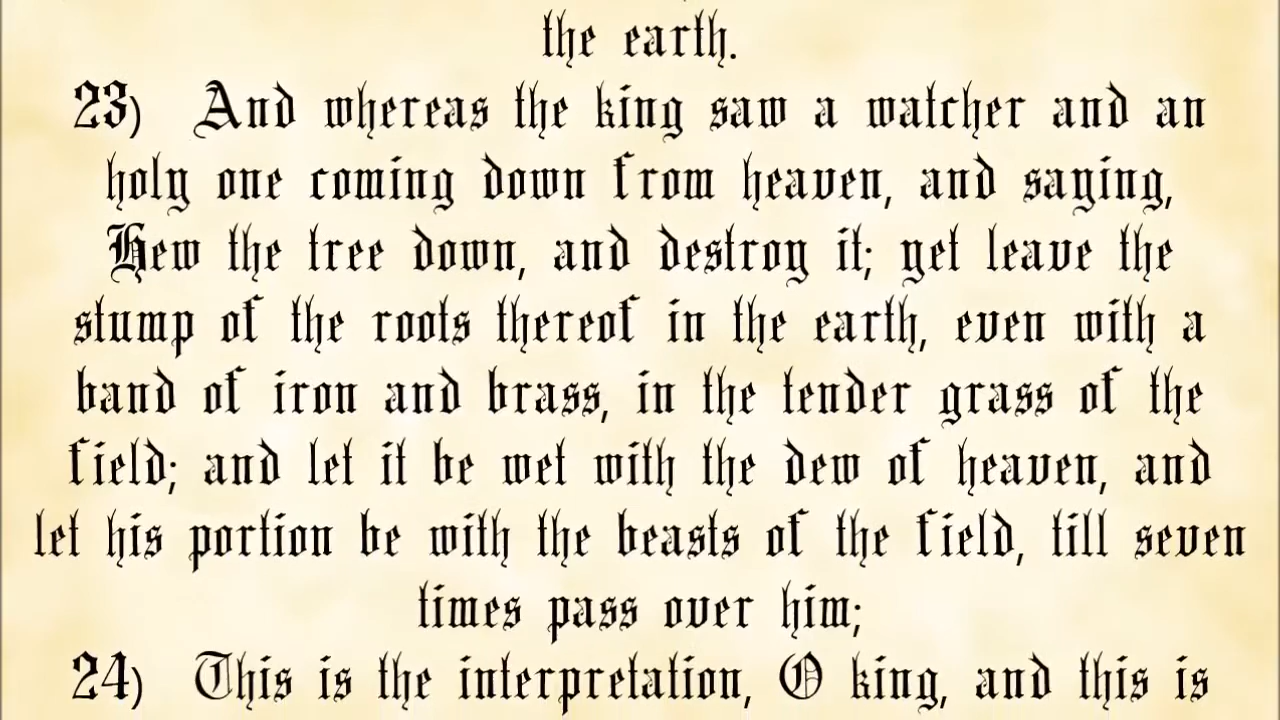 the earth.
23) And whereas the king saw a watcher and an
holy one coming down from heaven, and saying,
Hew the tree down, and destroy it; yet leave the
stump of the roots thereof in the earth, even with a
band of iron and brass, in the tender grass of the
field; and let it be wet with the dew of heaven, and
let his portion be with the beasts of the field, till seven
times pass over him;
24) This is the interpretation, O king, and this is